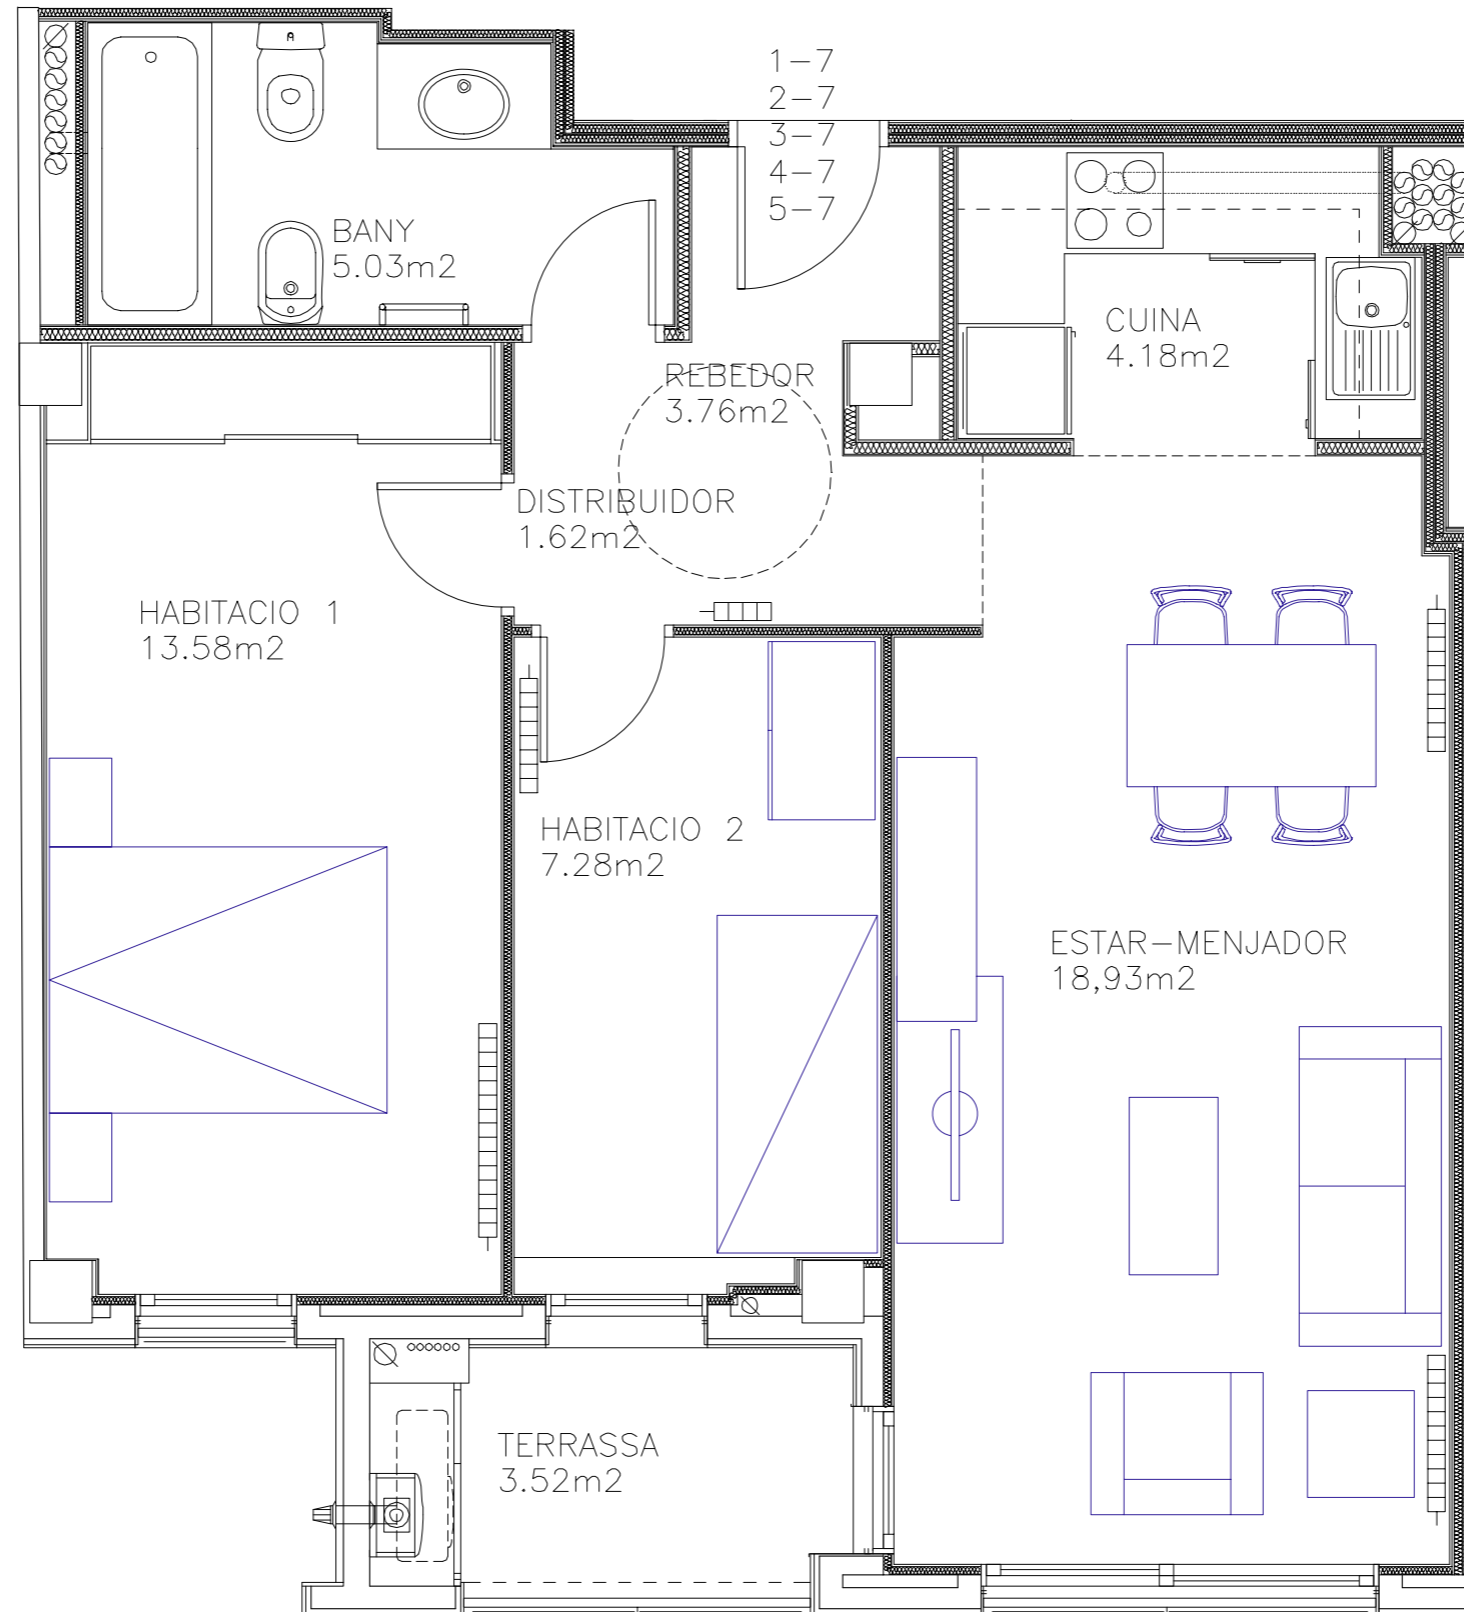 1-7
2-7
3-7
4-7
5-7
BANY
5.03m2
CUINA
4.18m2
REBEDOR
3.76m2
DISTRIBUIDOR
1.62m2
HABITACIO 1
13.58m2
HABITACIO 2
7.28m2
ESTAR-MENJADOR
18,93m2
TERRASSA
3.52m2